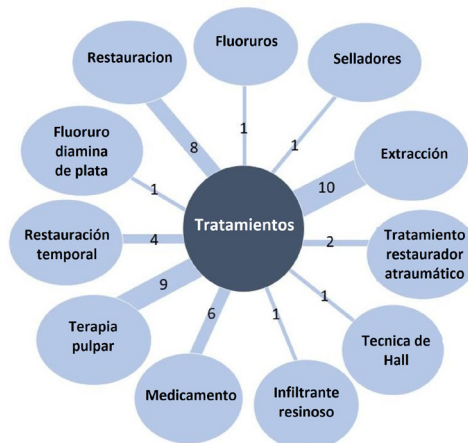 Fluoruros
Restauracion
Selladores
1
8
1
Fluoruro
diamina
de plata
Extracción
1
10
Tratamientos
Restauración
temporal
4
2
Tratamiento
restaurador
atraumático
9
1
6
1
Terapia
pulpar
Tecnica de
Hall
Medicamento
Infiltrante
resinoso